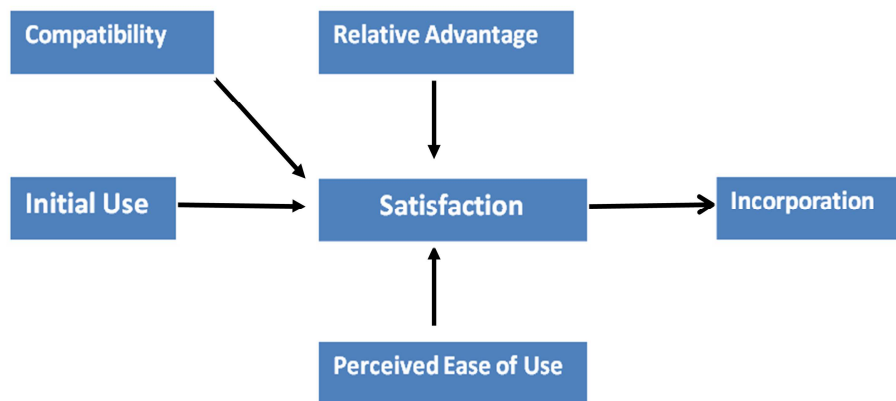 Compatibility
Relative Advantage
Initial Use
Satisfaction
Incorporation
Perceived Ease of Use